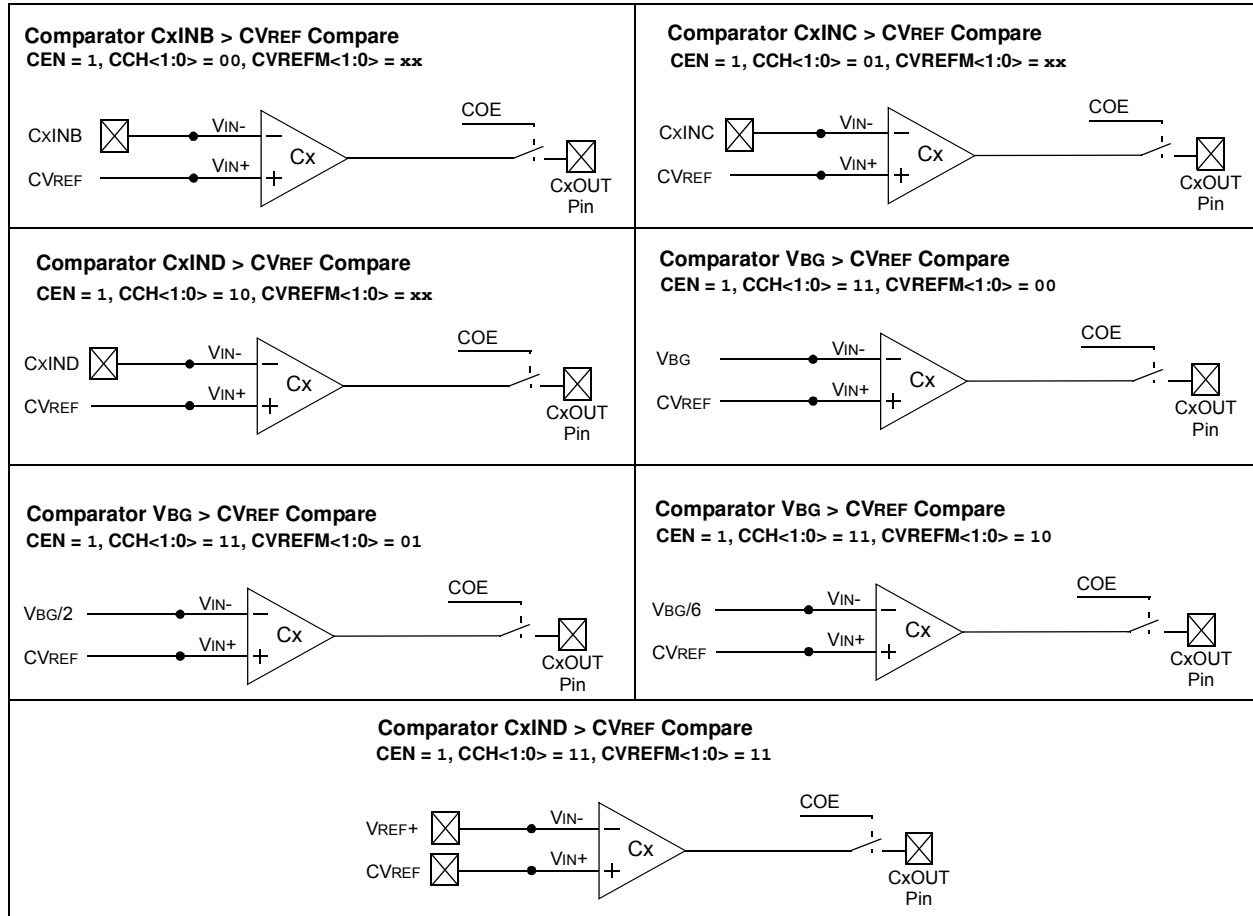 Comparator CxINB > CVREF Compare
CEN = 1, CCH<1:0> = 00, CVREFM<1:0> = xx
COE
CxINB
VIN-
–
Cx
CVREF
VIN+
+
CxOUT
Pin
Comparator CxINC > CVREF Compare
CEN = 1, CCH<1:0> = 01, CVREFM<1:0> = xx
COE
CxINC
VIN-
–
Cx
CVREF
VIN+
+
CxOUT
Pin
Comparator CxIND > CVREF Compare
CEN = 1, CCH<1:0> = 10, CVREFM<1:0> = xx
COE
CxIND
VIN-
–
Cx
CVREF
VIN+
+
CxOUT
Pin
Comparator VBG > CVREF Compare
CEN = 1, CCH<1:0> = 11, CVREFM<1:0> = 00
COE
VBG
VIN-
–
Cx
CVREF
VIN+
+
CxOUT
Pin
Comparator VBG > CVREF Compare
CEN = 1, CCH<1:0> = 11, CVREFM<1:0> = 01
COE
VBG/2
VIN-
–
Cx
CVREF
VIN+
+
CxOUT
Pin
Comparator VBG > CVREF Compare
CEN = 1, CCH<1:0> = 11, CVREFM<1:0> = 10
COE
VBG/6
VIN-
–
Cx
CVREF
VIN+
+
CxOUT
Pin
Comparator CxIND > CVREF Compare
CEN = 1, CCH<1:0> = 11, CVREFM<1:0> = 11
COE
VREF+
VIN-
–
Cx
CVREF
VIN+
+
CxOUT
Pin